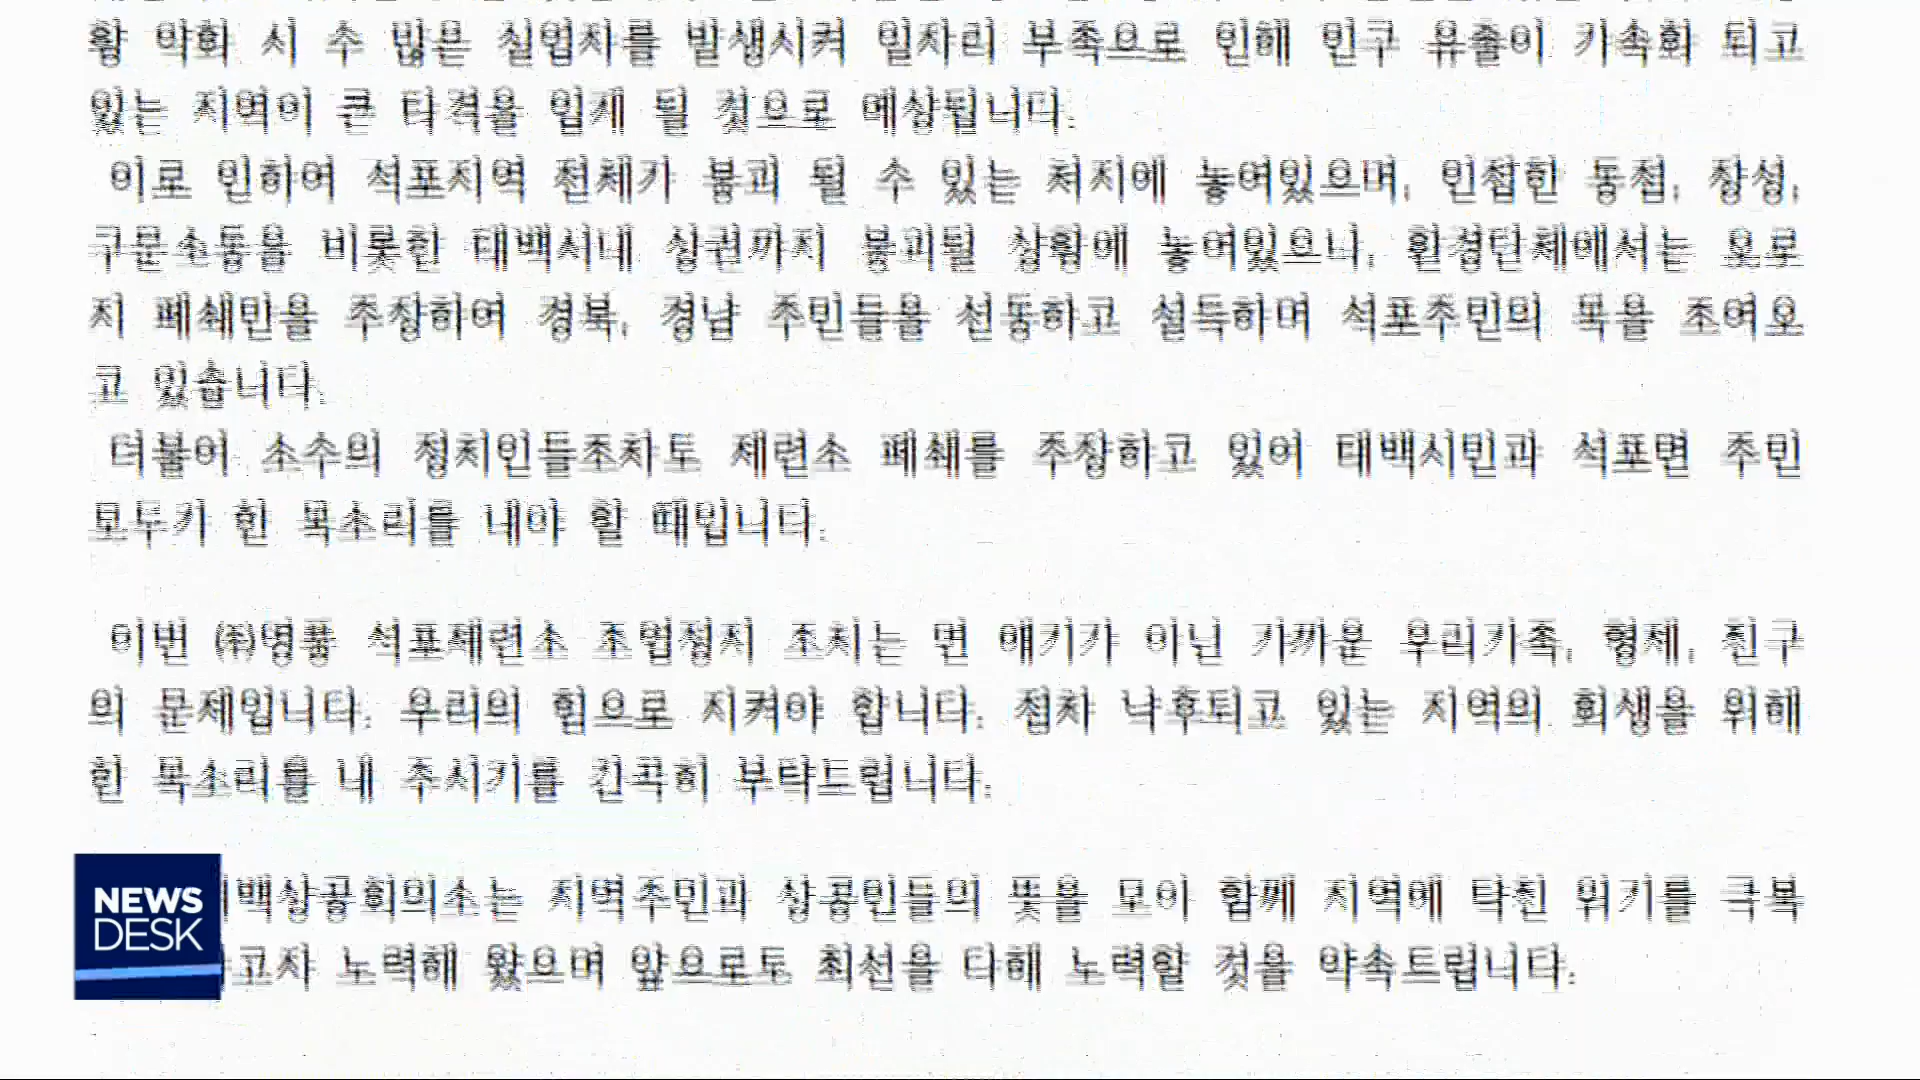 황 악화 시 수 많은 실업자를 발생시켜 일자리 부족으로 인해 인구 유출이 가속화 되고
있는 지역이 큰 타격을 입게 될 것으로 예상됩니다.
이로 인하여 석포지역 전체가 붕괴 될 수 있는 처지에 놓여있으며, 인접한 동점, 장성,
구문소동을 비롯한 태백시내 상권까지 붕괴될 상황에 놓여있으나, 환경단체에서는 오로
지 폐쇄만을 주장하여 경북, 경남 주민들을 선동하고 설득하며 석포주민의 목을 조여오
고 있습니다.
더불어 소수의 정치인들조차도 제련소 폐쇄를 주장하고 있어 태백시민과 석포면 주민
모두가 한 목소리를 내야 할 때입니다.
이번 ㈜영풍 석포제련소 조업정지 조치는 먼 얘기가 아닌 가까운 우리가족, 형제, 친구
의 문제입니다. 우리의 힘으로 지켜야 합니다. 점차 낙후되고 있는 지역의 회생을 위해
한 목소리를 내 주시기를 간곡히 부탁드립니다.
백상공회의소는 지역주민과 상공인들의 뜻을 모아 함께 지역에 닥친 위기를 극복
고자 노력해 왔으며 앞으로도 최선을 다해 노력할 것을 약속드립니다.
NEWS
DESK